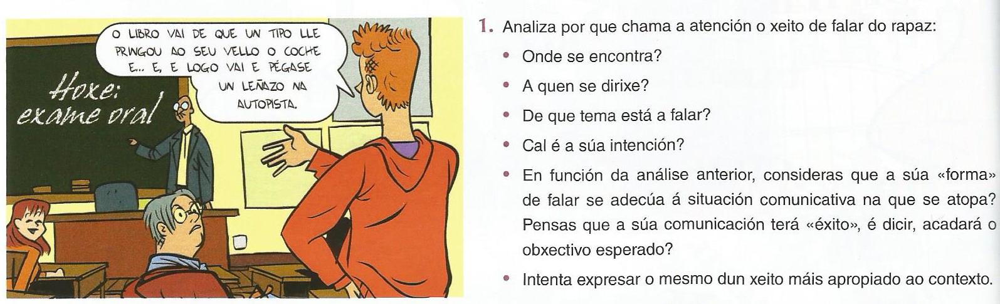 O LIBRO VAI DE QUE UN TIPO LLE
PRINGOU AO SEU VELLO O COCHE
E... E, E LOGO VAI E PÉGASE
UN LEÑAZO NA
AUTOPISTA.
Hoxe:
exame oral
1. Analiza por que chama a atención o xeito de falar do rapaz:
• Onde se encontra?
• A quen se dirixe?
• De que tema está a falar?
• Cal é a súa intención?
• En función da análise anterior, consideras que a súa «forma»
de falar se adecúa á situación comunicativa na que se atopa?
Pensas que a súa comunicación terá «éxito», é dicir, acadará o
obxectivo esperado?
• Intenta expresar o mesmo dun xeito máis apropiado ao contexto.